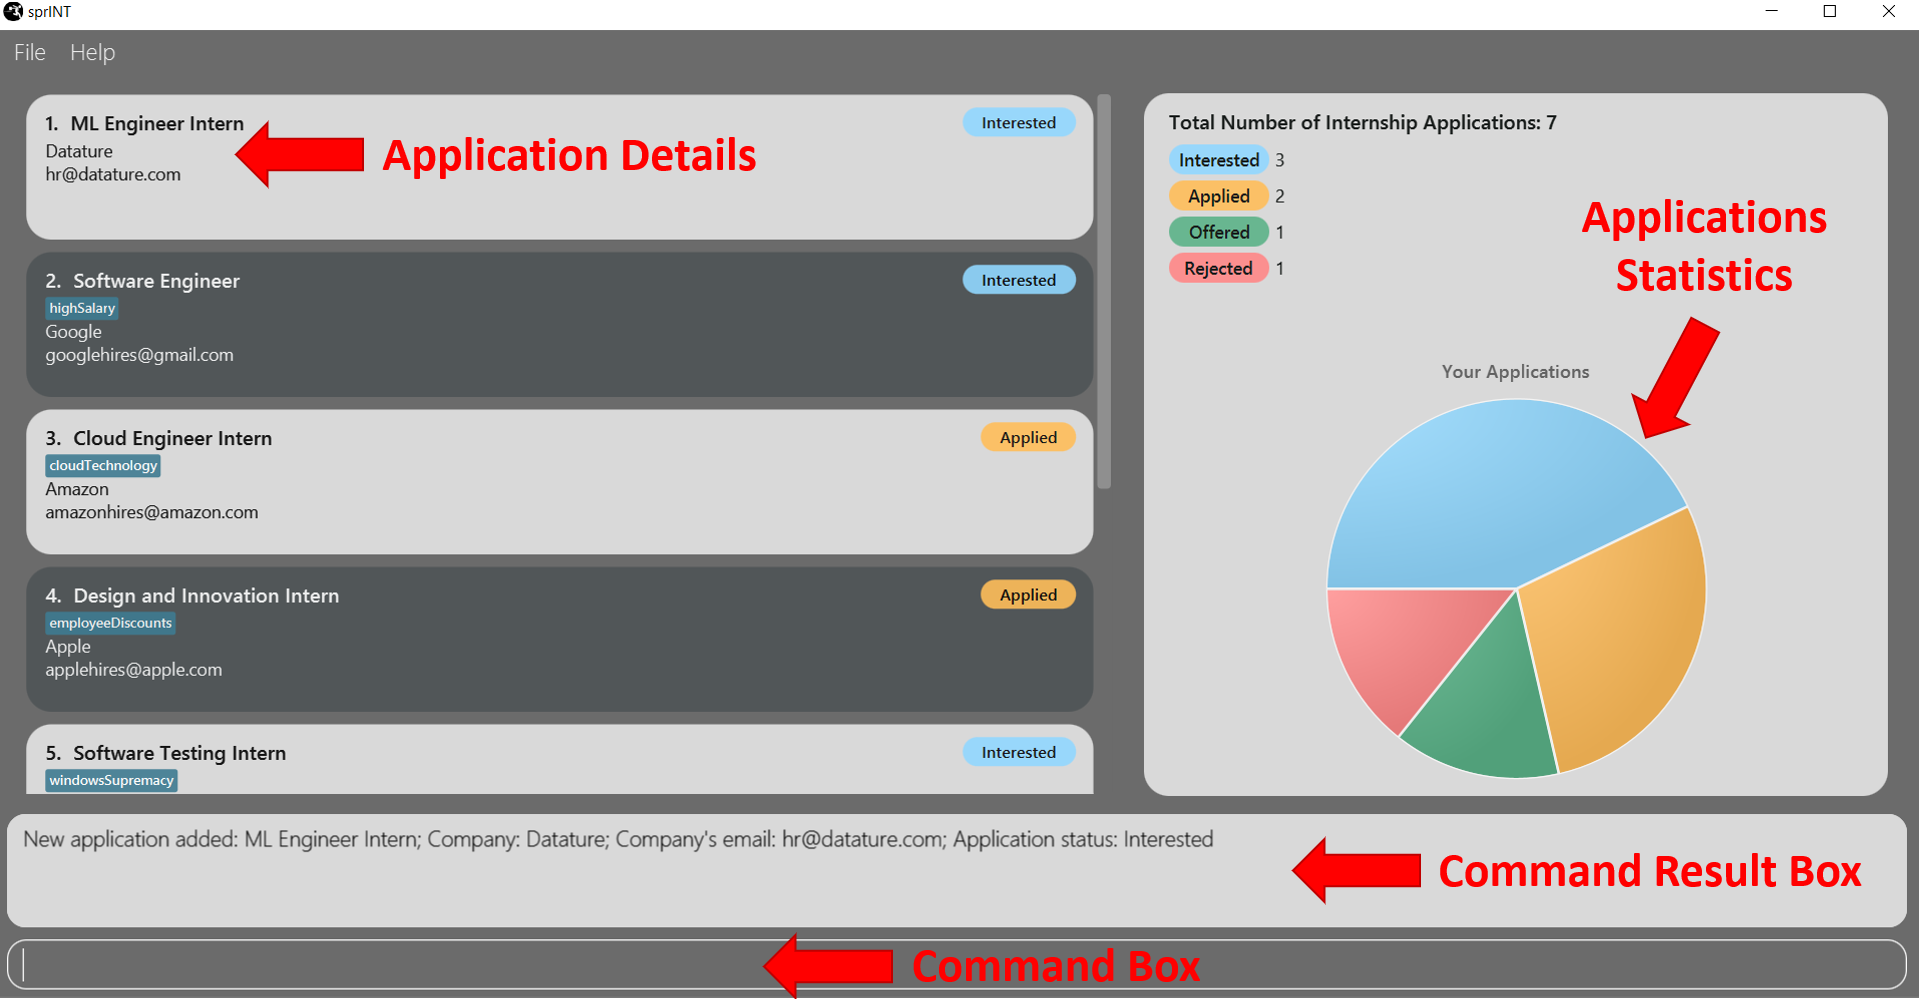 sprINT
File Help
1. ML Engineer Intern
Interested
Datature
hr@datature.com
Application Details
2. Software Engineer
Interested
highSalary
Google
googlehires@gmail.com
3. Cloud Engineer Intern
Applied
cloudTechnology
Amazon
amazonhires@amazon.com
4. Design and Innovation Intern
Applied
employeeDiscounts
Apple
applehires@apple.com
5. Software Testing Intern
Interested
windowsSupremacy
Total Number of Internship Applications: 7
Interested 3
Applied 2
Offered 1
Rejected 1
Applications
Statistics
Your Applications
New application added: ML Engineer Intern; Company: Datature; Company's email: hr@datature.com; Application status: Interested
Command Result Box
Command Box